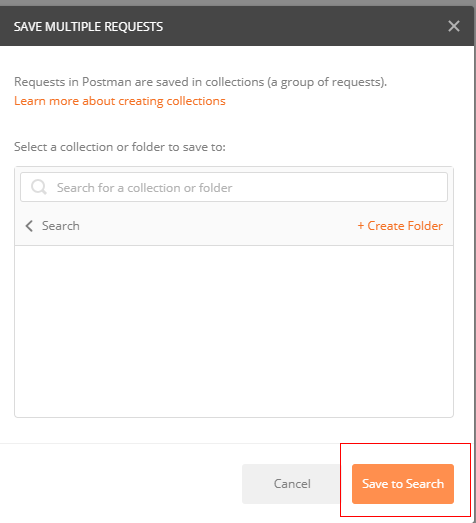 SAVE MULTIPLE REQUESTS
Requests in Postman are saved in collections (a group of requests).
Learn more about creating collections
Select a collection or folder to save to:
Search for a collection or folder
Search
+ Create Folder
Cancel
Save to Search